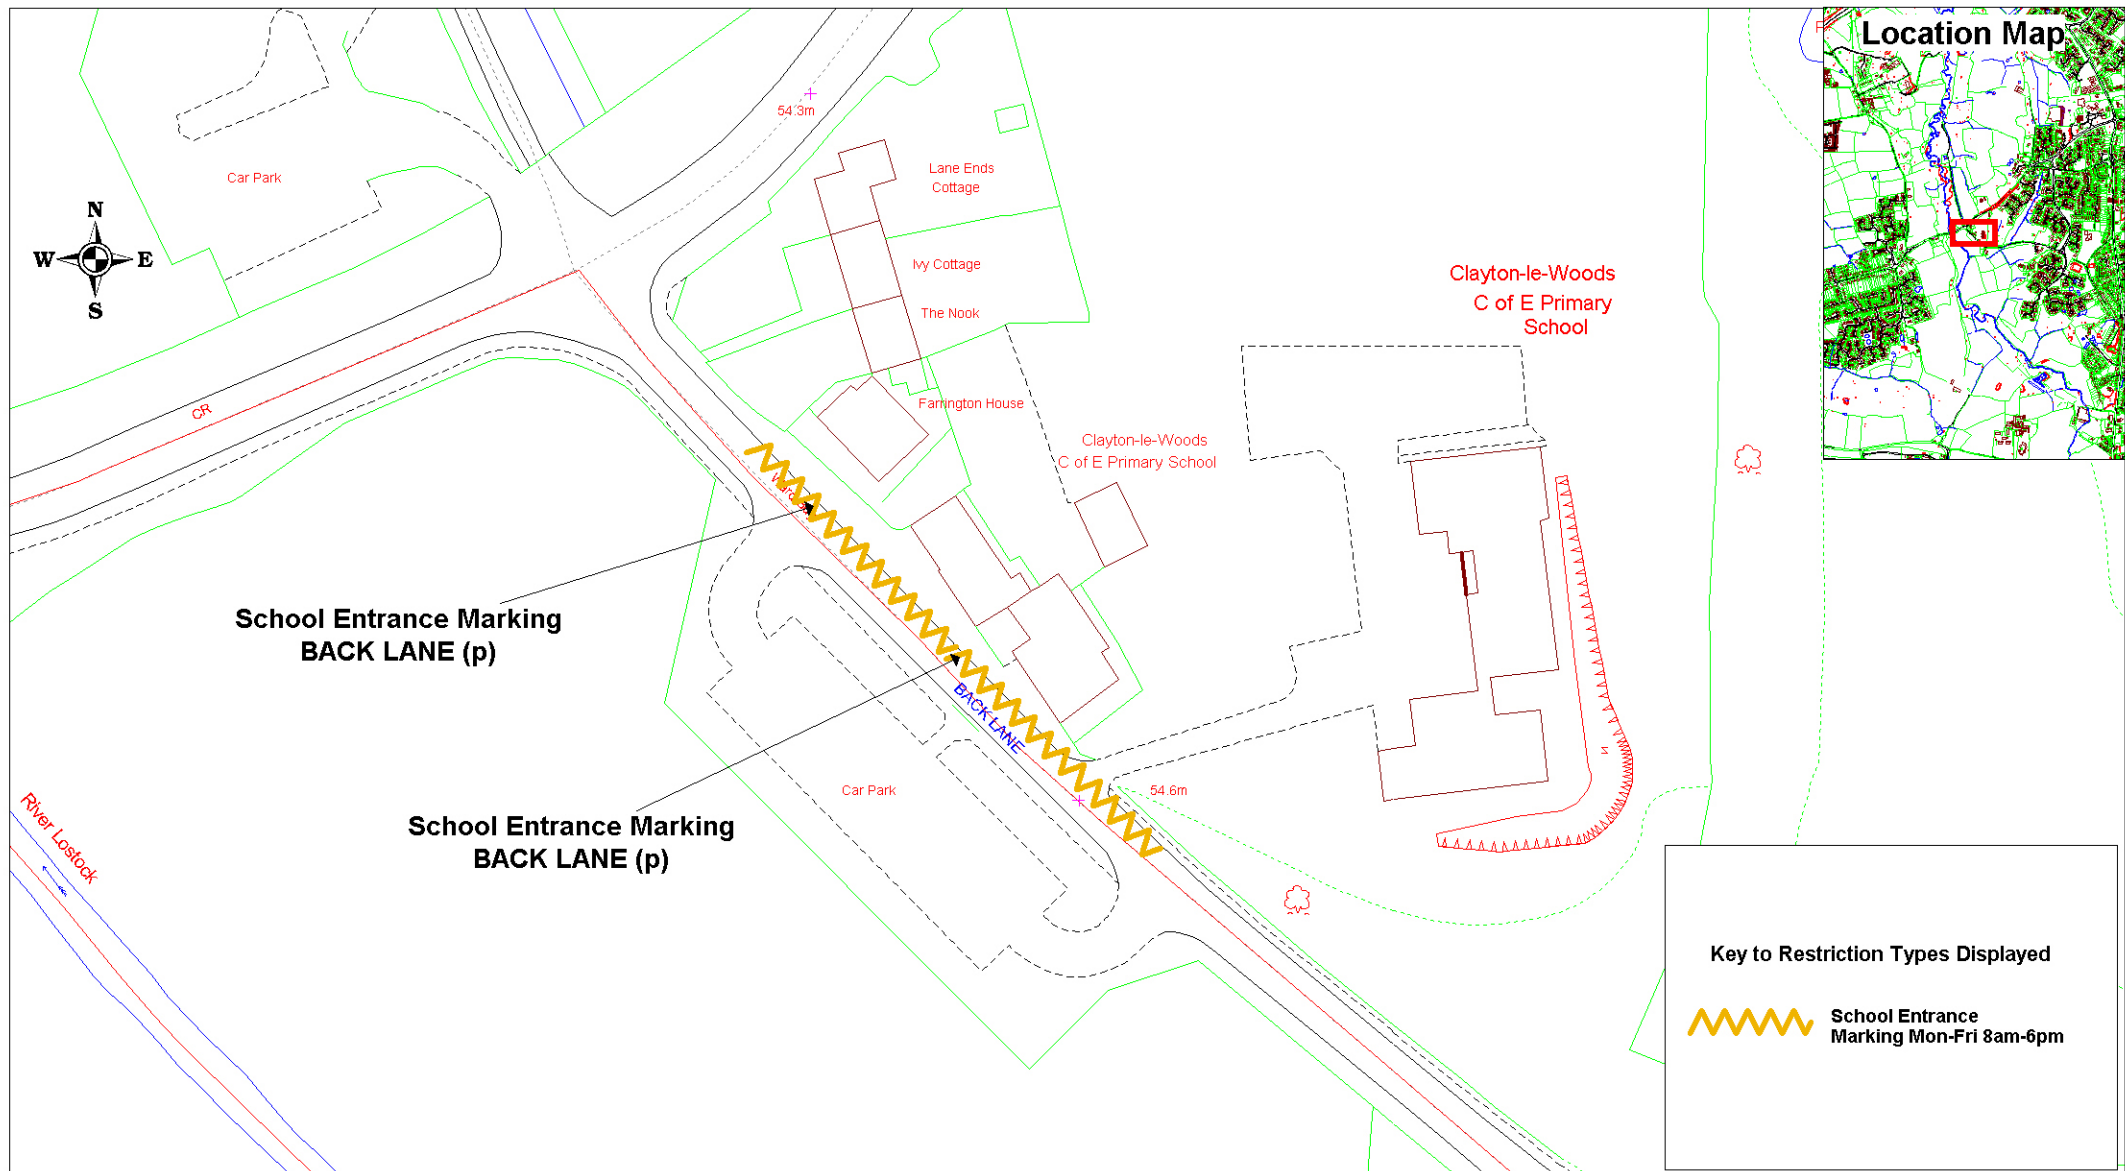 Location Map
54.3m
Car Park
Lane Ends
Cottage
N
W E
S
Ivy Cottage
The Nook
Clayton-le-Woods
C of E Primary
School
CR
Farrington House
Clayton-le-Woods
C of E Primary School
School Entrance Marking
BACK LANE (p)
BACK LANE
Car Park
54.6m
School Entrance Marking
BACK LANE (p)
River Lostock
Key to Restriction Types Displayed
School Entrance
Marking Mon-Fri 8am-6pm